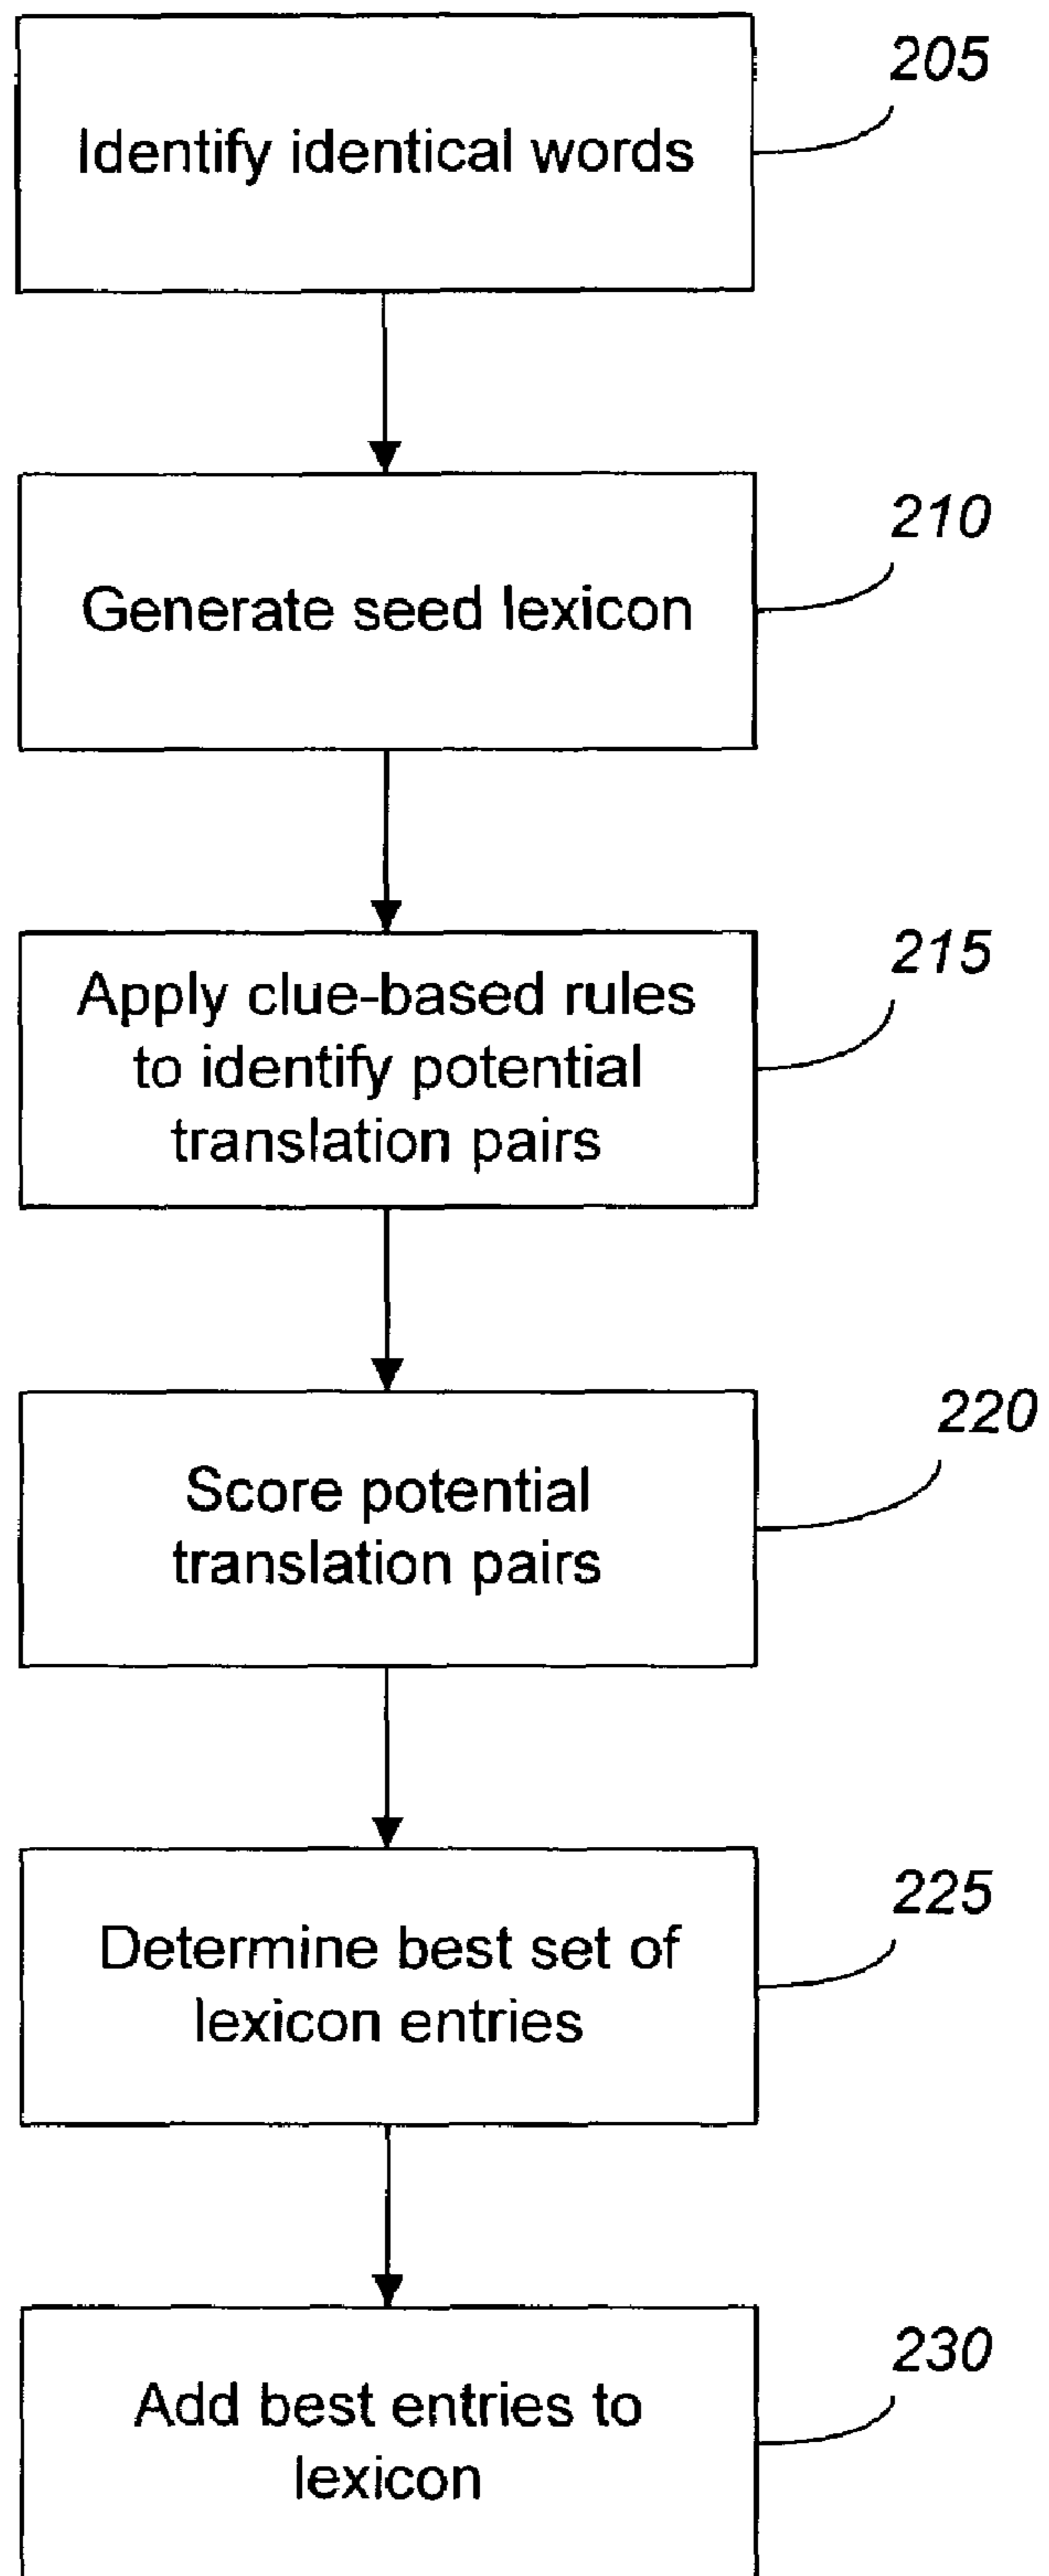 205
Identify identical words
210
Generate seed lexicon
215
Apply clue-based rules
to identify potential
translation pairs
220
Score potential
translation pairs
225
Determine best set of
lexicon entries
230
Add best entries to
lexicon